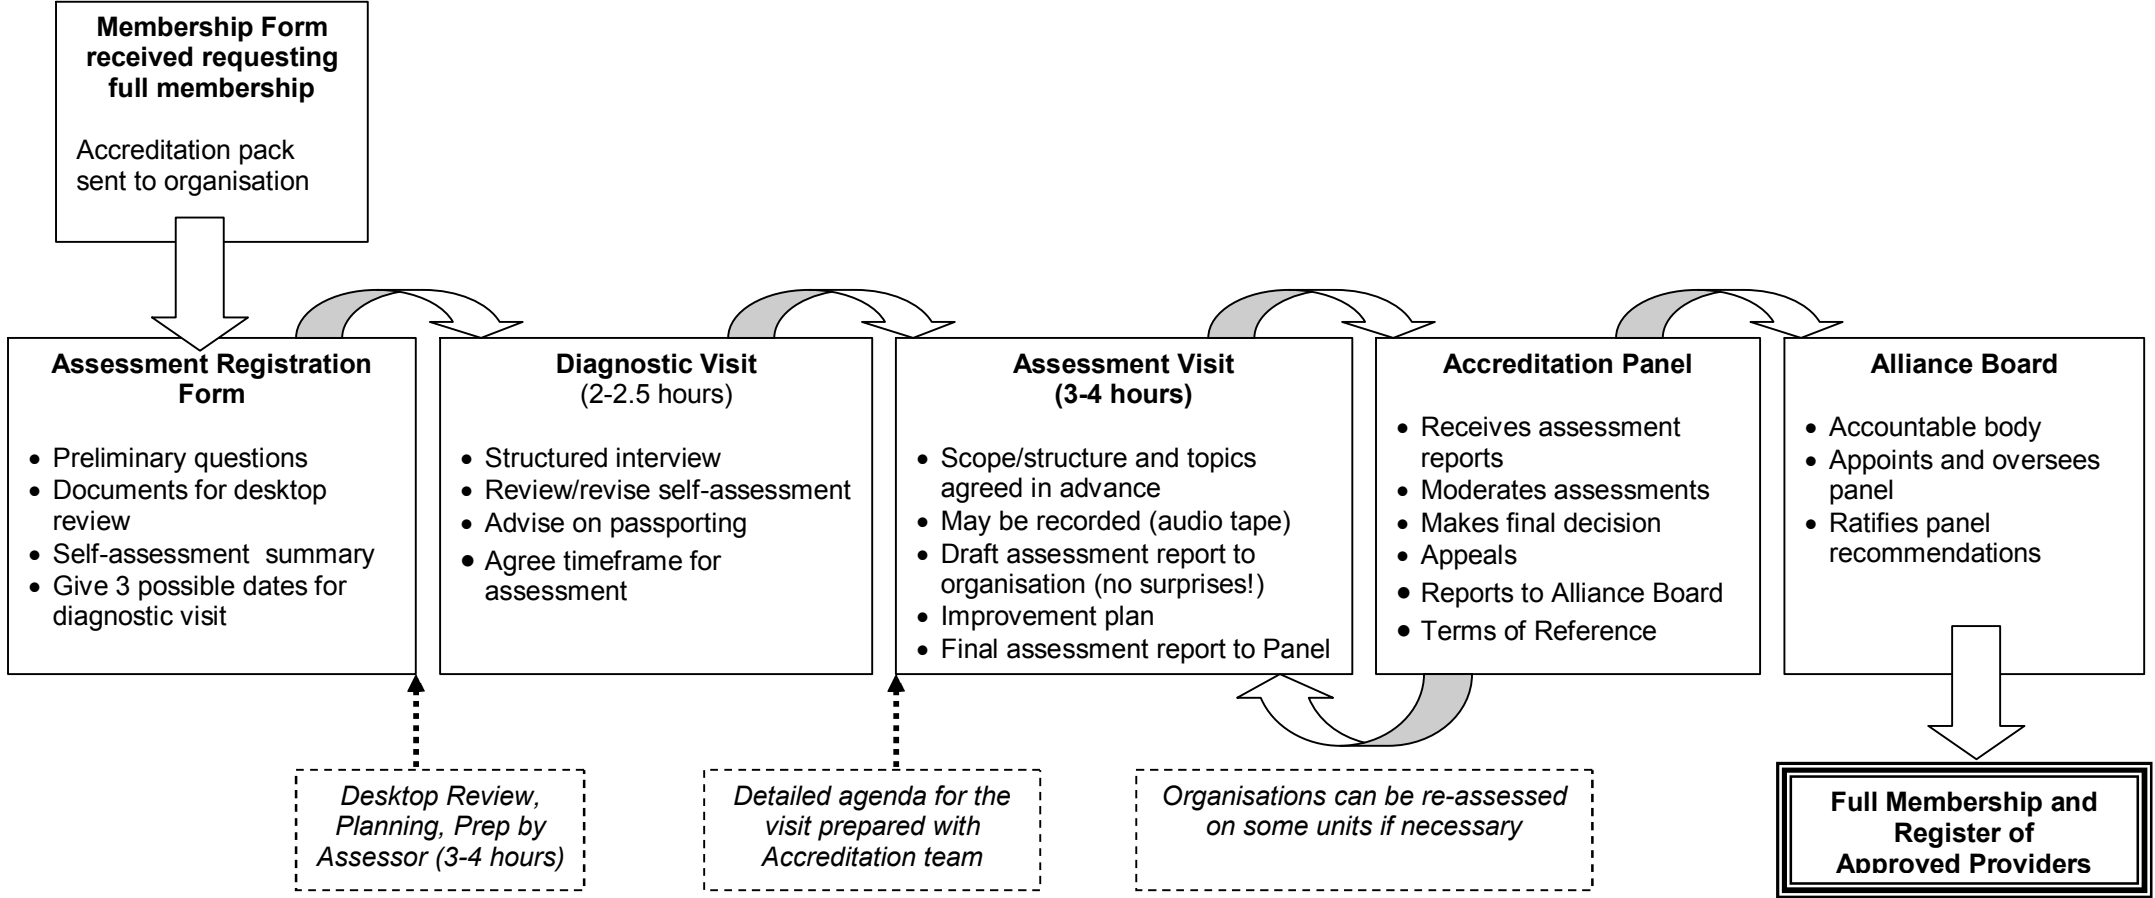 Membership Form
received requesting
full membership
Accreditation pack
sent to organisation
Assessment Registration
Form
• Preliminary questions
• Documents for desktop
review
• Self-assessment  summary
• Give 3 possible dates for
diagnostic visit
Diagnostic Visit
(2-2.5 hours)
• Structured interview
• Review/revise self-assessment
• Advise on passporting
• Agree timeframe for
assessment
Assessment Visit
(3-4 hours)
• Scope/structure and topics
agreed in advance
• May be recorded (audio tape)
• Draft assessment report to
organisation (no surprises!)
• Improvement plan
• Final assessment report to Panel
Accreditation Panel
• Receives assessment
reports
• Moderates assessments
• Makes final decision
• Appeals
• Reports to Alliance Board
• Terms of Reference
Alliance Board
• Accountable body
• Appoints and oversees
panel
• Ratifies panel
recommendations
Desktop Review,
Planning, Prep by
Assessor (3-4 hours)
Detailed agenda for the
visit prepared with
Accreditation team
Organisations can be re-assessed
on some units if necessary
Full Membership and
Register of
Approved Providers